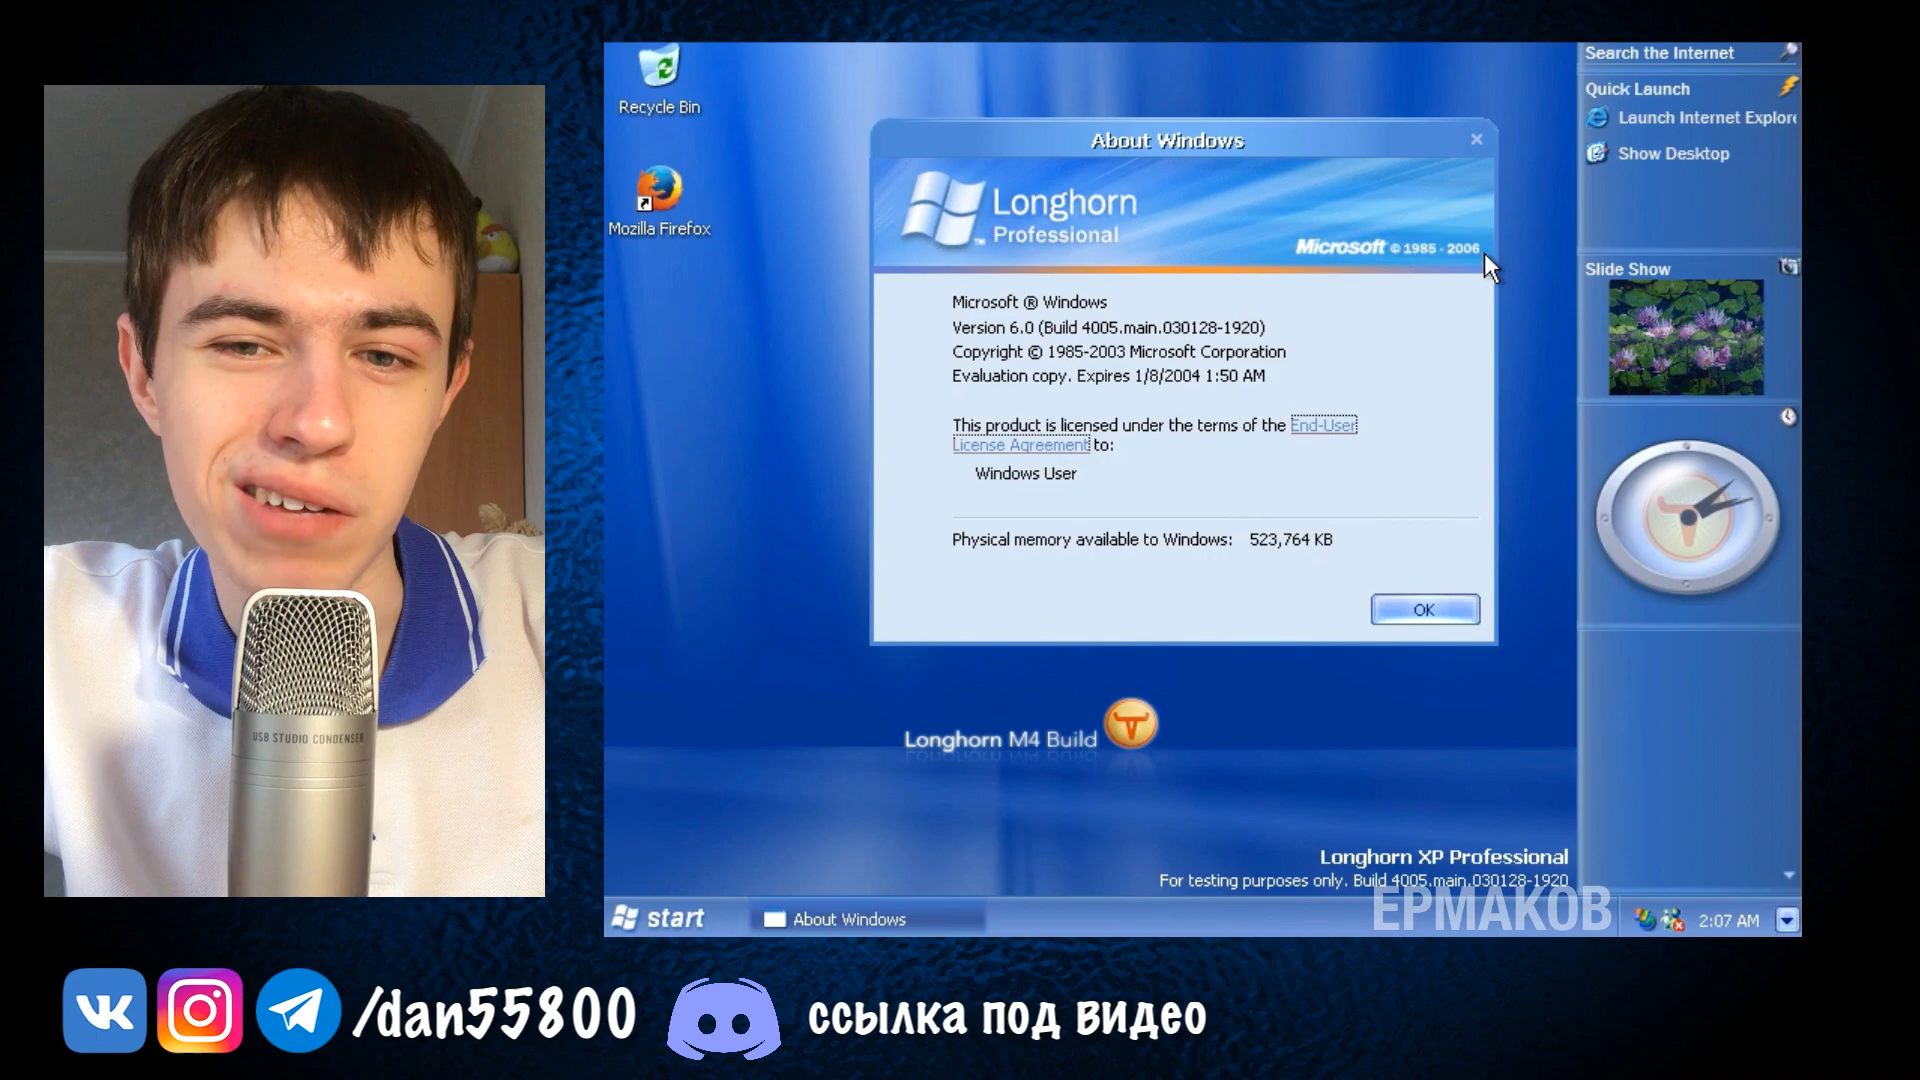 Recycle Bin
Mozilla Firefox
About Windows
Longhorn
Professional
™
Microsoft © 1985 - 2006
Microsoft ® Windows
Version 6.0 (Build 4005.main.030128-1920)
Copyright © 1985-2003 Microsoft Corporation
Evaluation copy. Expires 1/8/2004 1:50 AM
This product is licensed under the terms of the End-User
License Agreement to:
Windows User
Physical memory available to Windows: 523,764 KB
OK
Longhorn M4 Build
Longhorn XP Professional
For testing purposes only. Build 4005.main.030128-1920
ЕРМАКОВ
start
About Windows
2:07 AM
Search the Internet
Quick Launch
Launch Internet Explore
Show Desktop
Slide Show
USB STUDIO CONDENSER
/dan55800
ссылка под видео